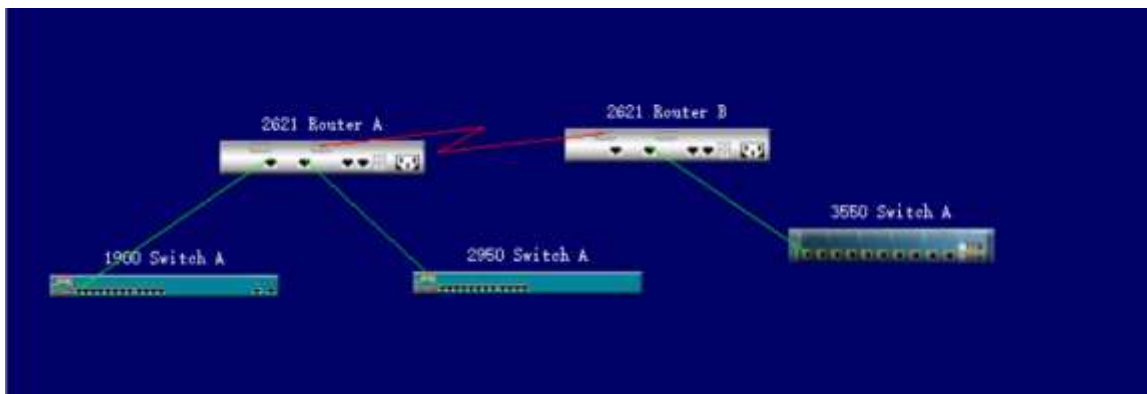 2621 Router B
2621 Router A
3550 Switch A
1900 Switch A
2950 Switch A